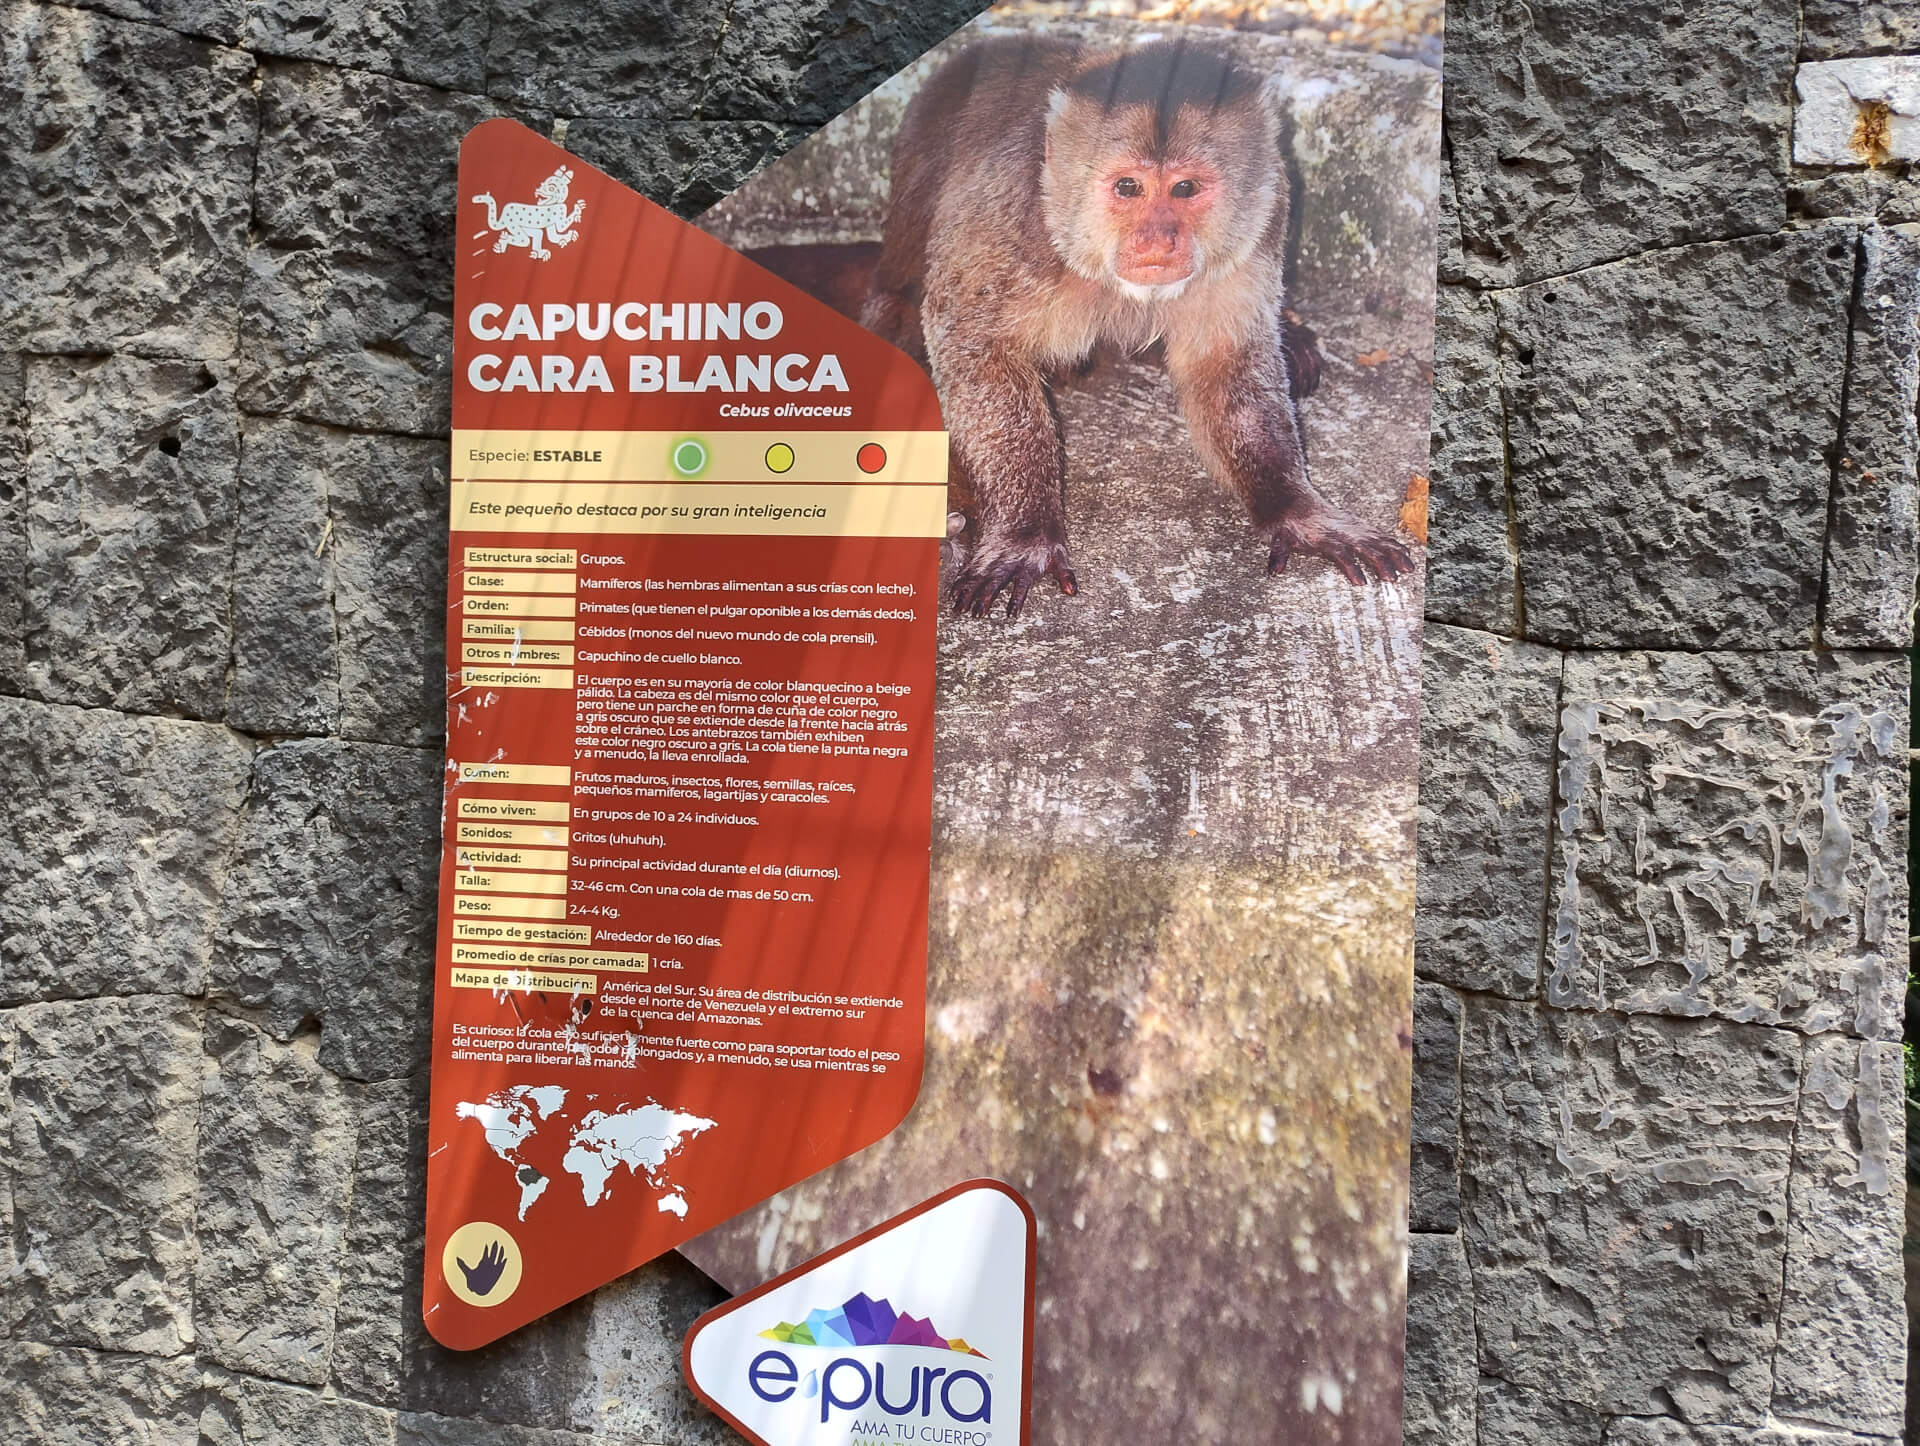 CAPUCHINO
CARA BLANCA
Cebus olivaceus
Especie: ESTABLE
Este pequeño destaca por su gran inteligencia
Estructura social: Grupos.
Clase: Mamíferos (las hembras alimentan a sus crías con leche).
Orden: Primates (que tienen el pulgar oponible a los demás dedos).
Familia: Cébidos (monos del nuevo mundo de cola prensil).
Otros nombres: Capuchino de cuello blanco.
Descripción: El cuerpo es en su mayoría de color blanquecino a beige
pálido. La cabeza es del mismo color que el cuerpo,
pero tiene un parche en forma de cuña de color negro
a gris oscuro que se extiende desde la frente hacia atrás
sobre el cráneo. Los antebrazos también exhiben
este color negro oscuro a gris. La cola tiene la punta negra
y a menudo, la lleva enrollada.
Comen: Frutos maduros, insectos, flores, semillas, raíces,
pequeños mamíferos, lagartijas y caracoles.
Cómo viven: En grupos de 10 a 24 individuos.
Sonidos: Gritos (uhuhuh).
Actividad: Su principal actividad durante el día (diurnos).
Talla: 32-46 cm. Con una cola de mas de 50 cm.
Peso: 2.4-4 Kg.
Tiempo de gestación: Alrededor de 160 días.
Promedio de crías por camada: 1 cría.
Mapa de Distribución: América del Sur. Su área de distribución se extiende
desde el norte de Venezuela y el extremo sur
de la cuenca del Amazonas.
Es curioso: la cola es lo suficientemente fuerte como para soportar todo el peso
del cuerpo durante periodos prolongados y, a menudo, se usa mientras se
alimenta para liberar las manos.
e·pura®
AMA TU CUERPO®